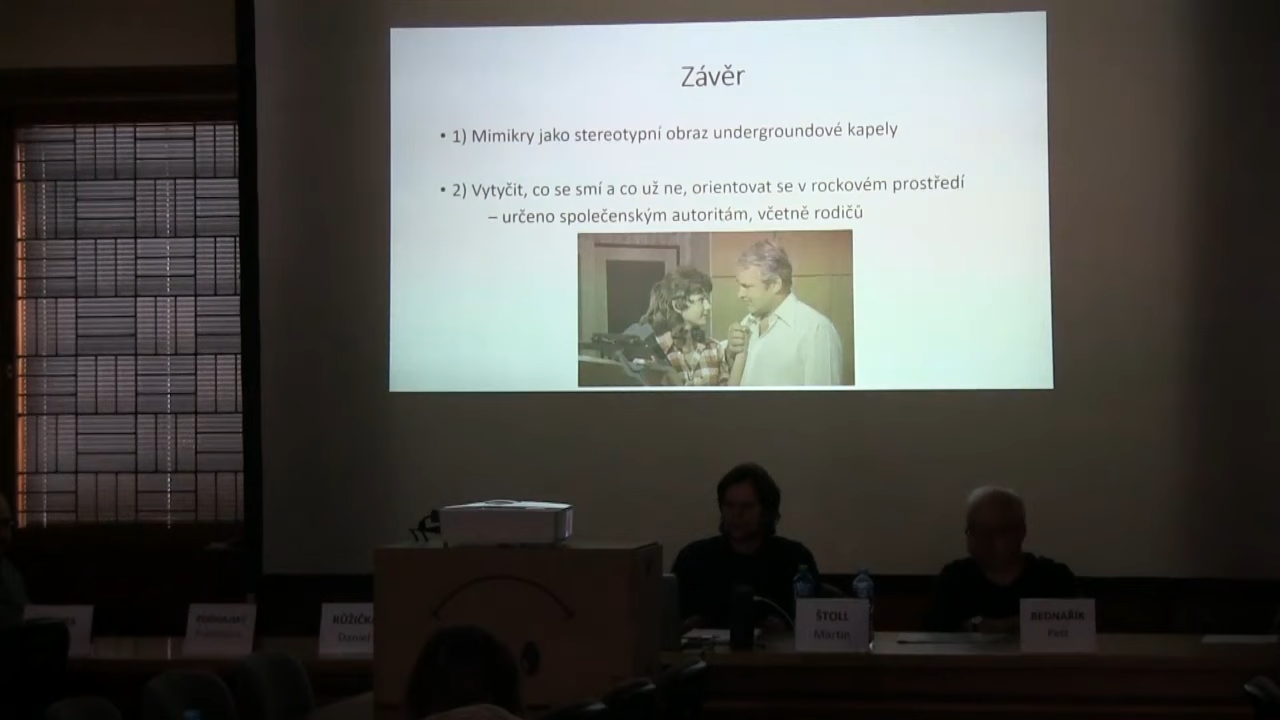 Závěr
• 1) Mimikry jako stereotypní obraz undergroundové kapely
• 2) Vytyčit, co se smí a co už ne, orientovat se v rockovém prostředí
– určeno společenským autoritám, včetně rodičů
RŮŽIČKA
Daniel
ŠTOLL
Martin
BEDNAŘÍK
Petr